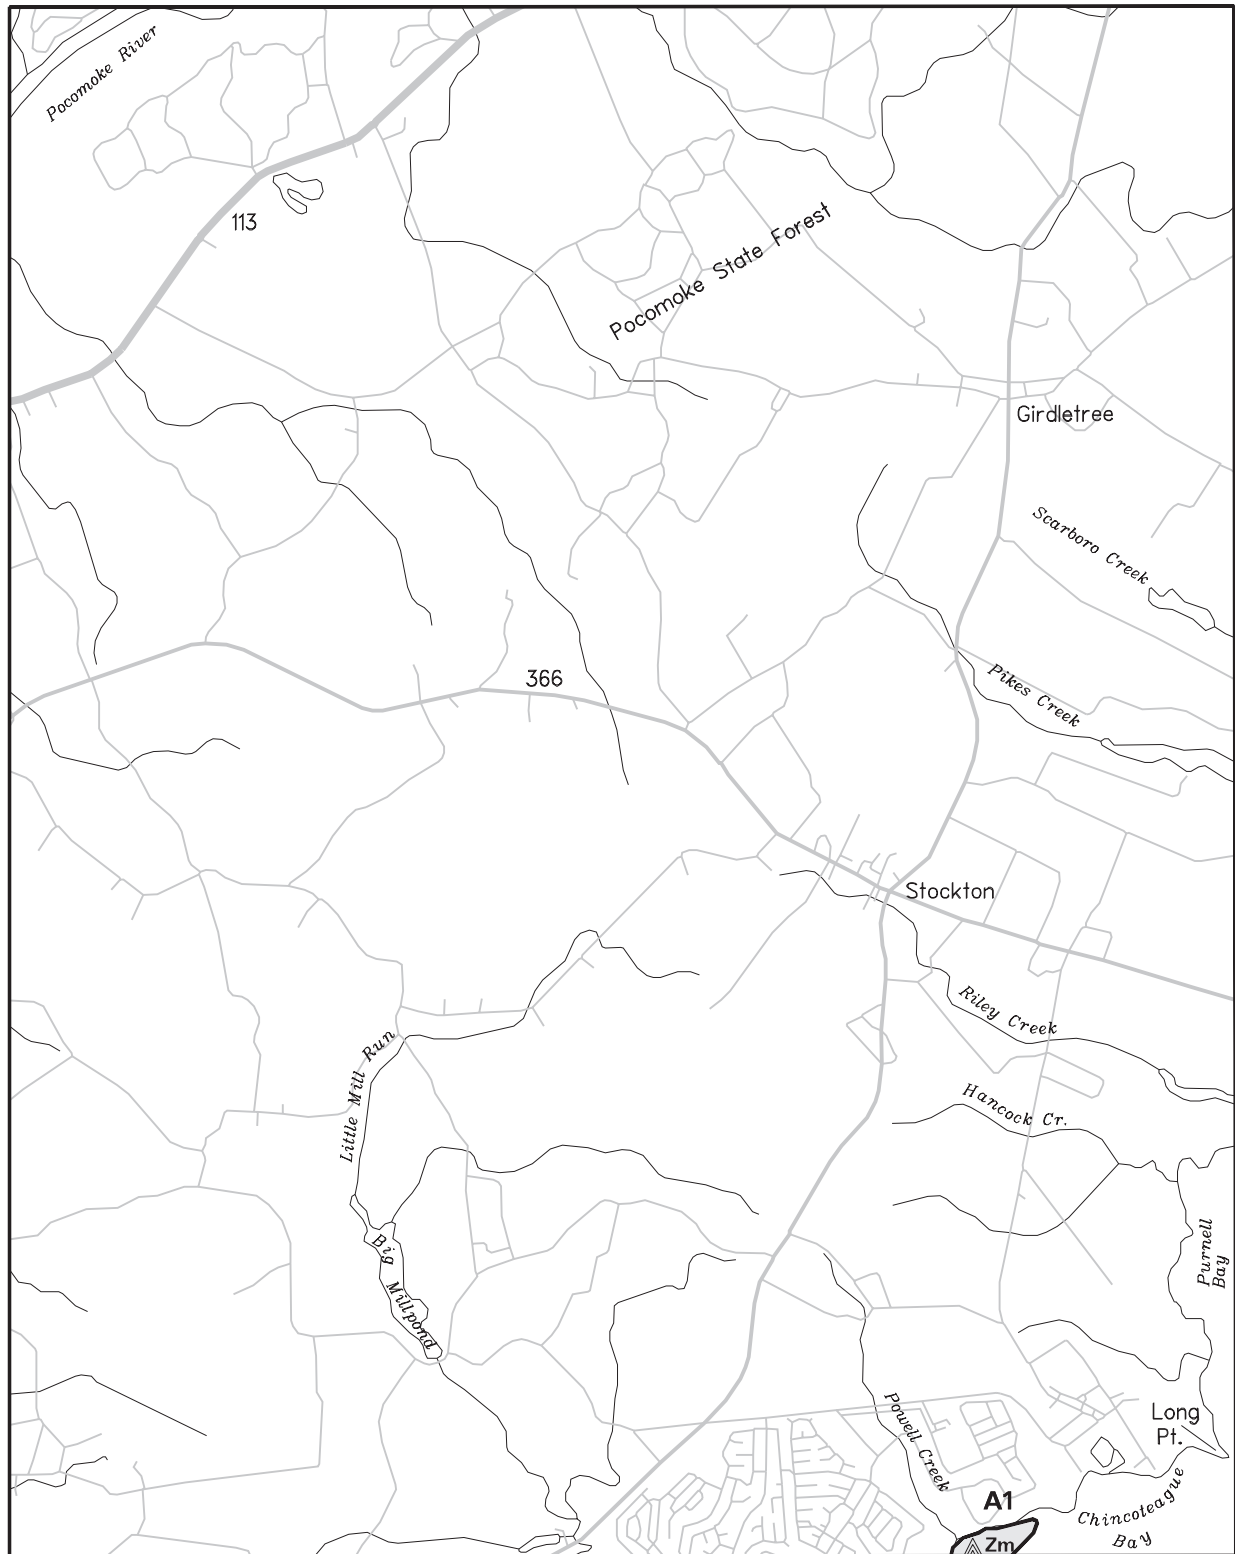 Pocomoke River
113
Pocomoke State Forest
Girdletree
Scarboro Creek
366
Pikes Creek
Stockton
Riley Creek
Little Mill Run
Hancock Cr.
Purnell
Bay
Big Millpond
Powell Creek
Long
Pt.
A1
Chincoteague
Bay
Zm